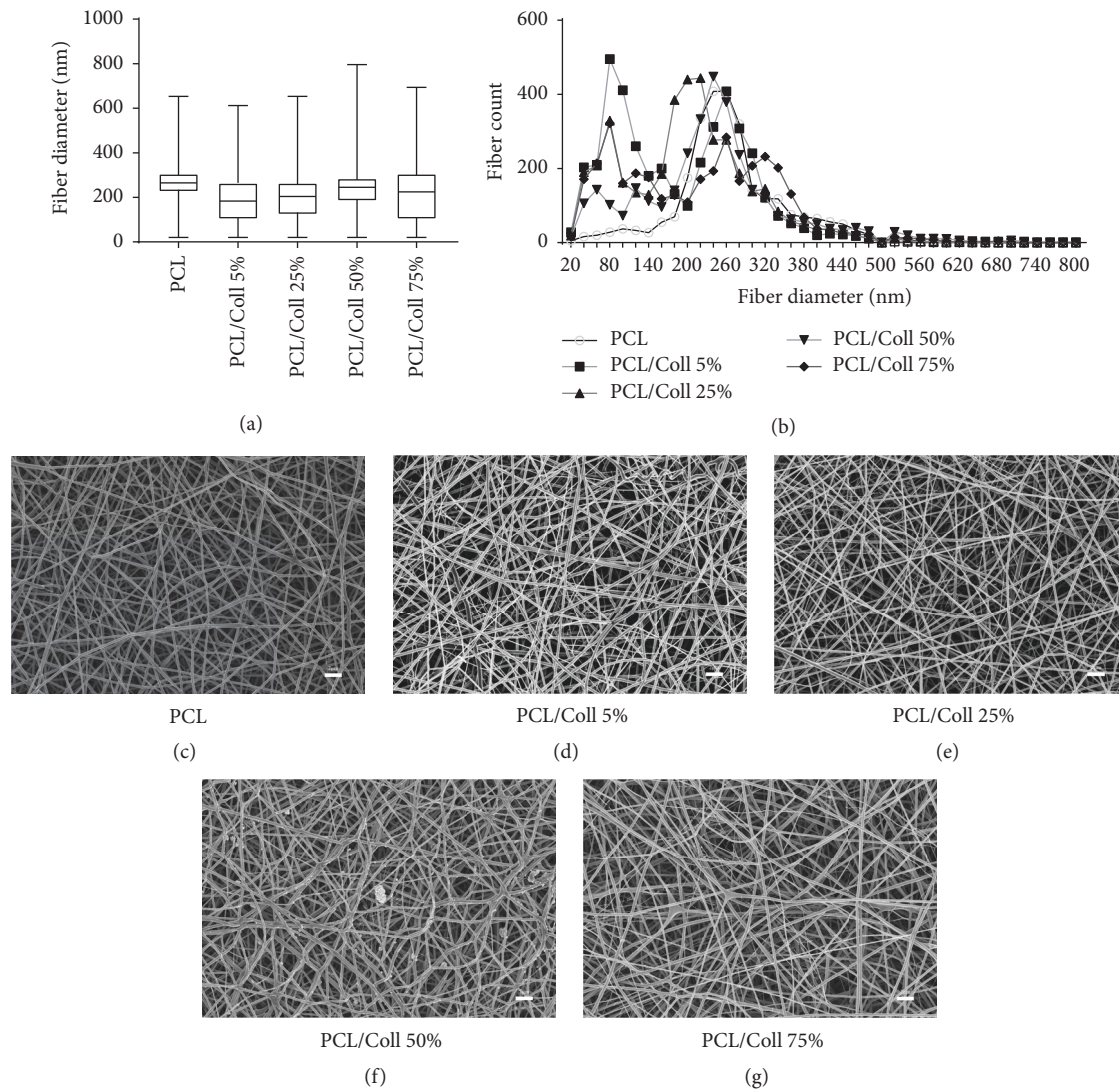 1000
800
600
400
200
0
Fiber diameter (nm)
PCL
PCL/Coll 5%
PCL/Coll 25%
PCL/Coll 50%
PCL/Coll 75%
(a)
600
400
200
0
Fiber count
20 80 140 200 260 320 380 440 500 560 620 680 740 800
Fiber diameter (nm)
PCL
PCL/Coll 5%
PCL/Coll 25%
PCL/Coll 50%
PCL/Coll 75%
(b)
PCL
(c)
PCL/Coll 5%
(d)
PCL/Coll 25%
(e)
PCL/Coll 50%
(f)
PCL/Coll 75%
(g)